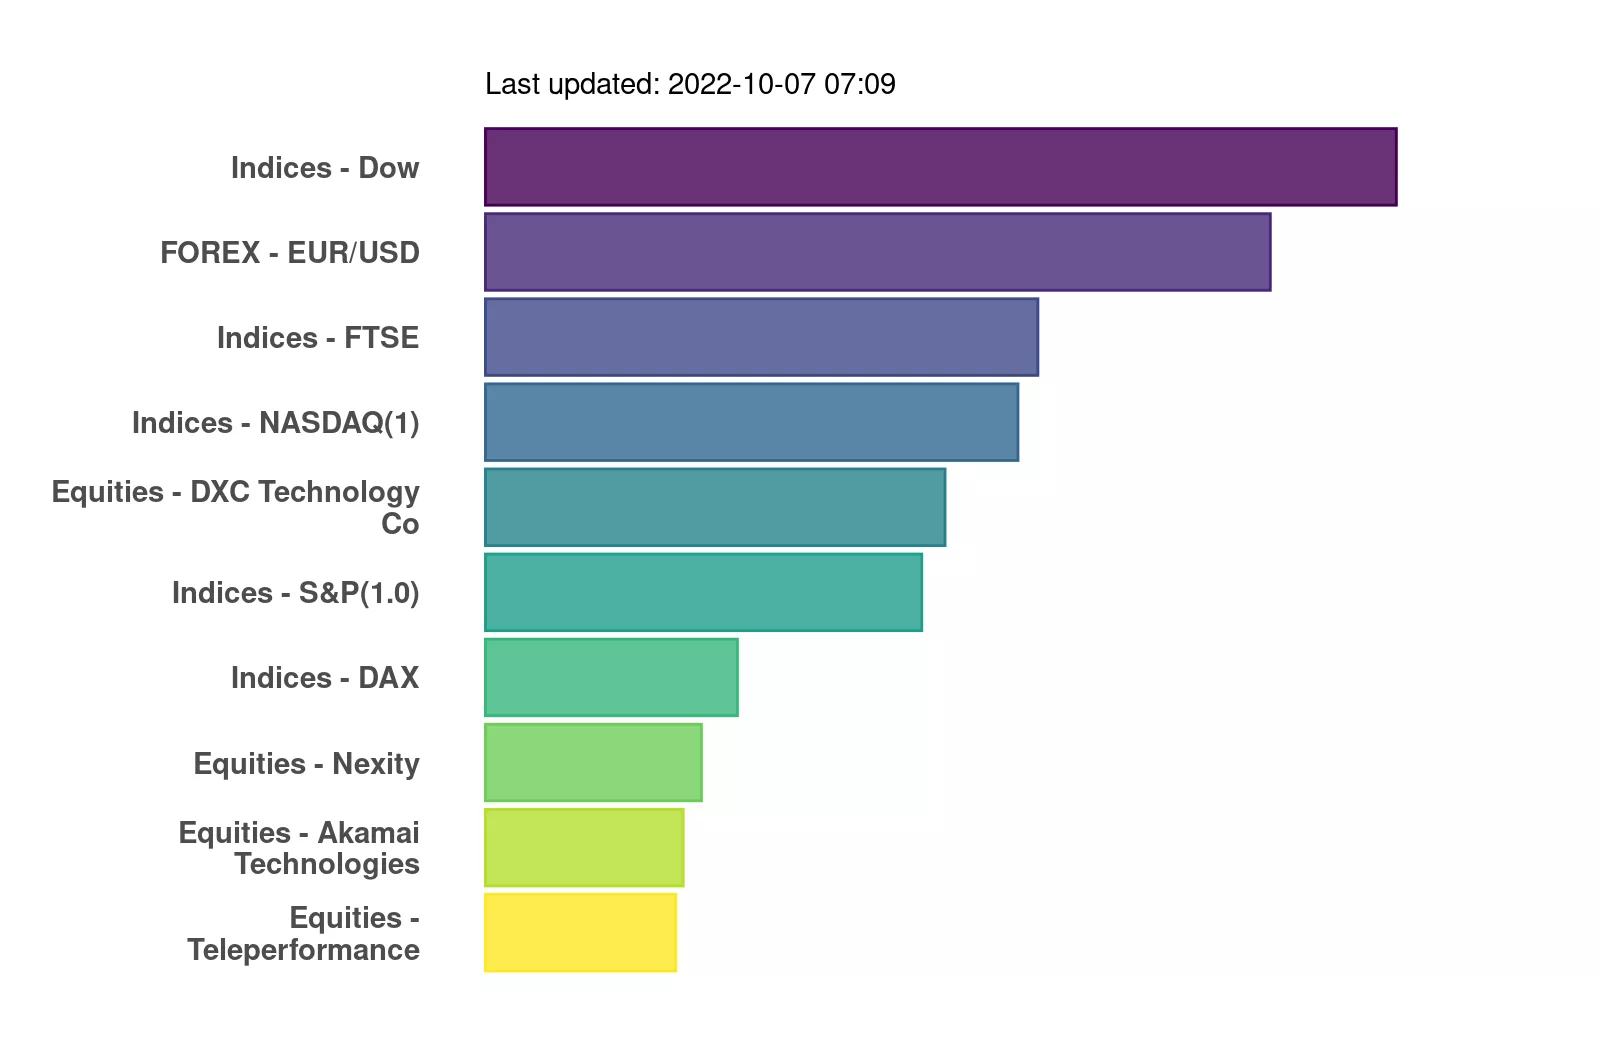 Last updated: 2022-10-07 07:09
Indices - Dow
FOREX - EUR/USD
Indices - FTSE
Indices - NASDAQ(1)
Equities - DXC Technology
Co
Indices - S&P(1.0)
Indices - DAX
Equities - Nexity
Equities - Akamai
Technologies
Equities -
Teleperformance